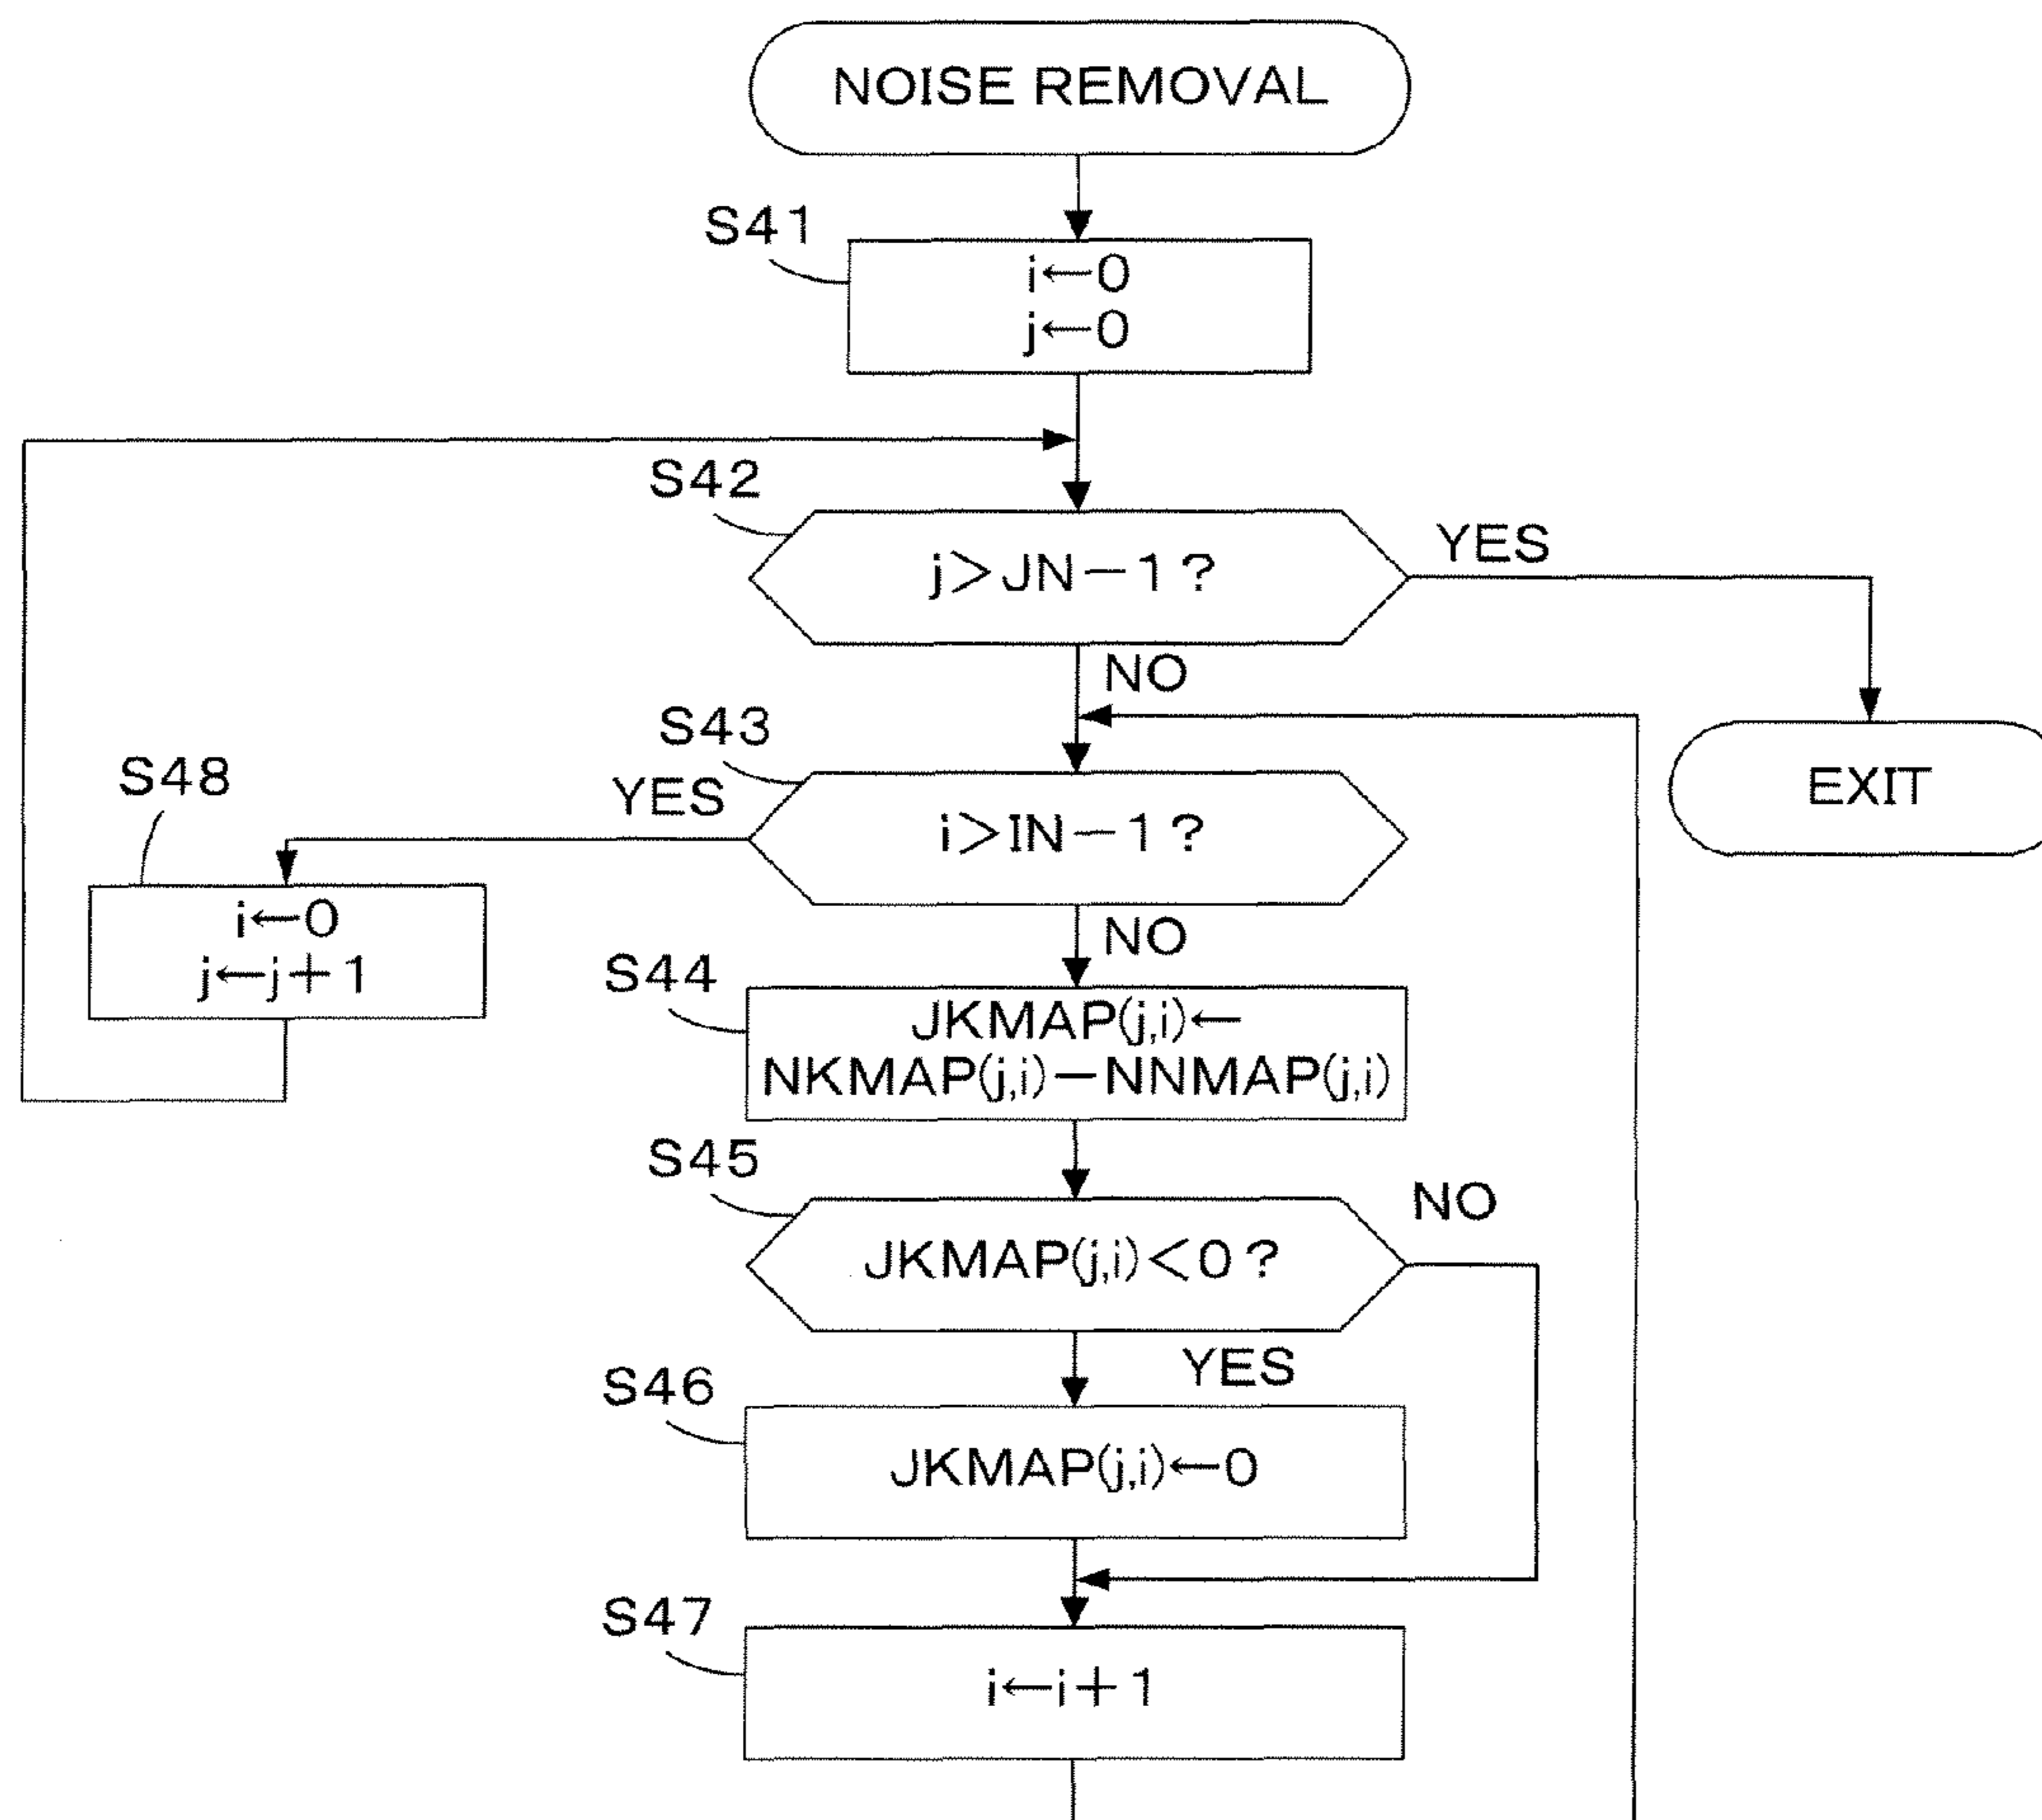 NOISE REMOVAL
S41
i←0
j←0
S42
j>JN−1?
YES
NO
S43
YES
i>IN−1?
EXIT
S48
i←0
j←j+1
NO
S44
JKMAP(j,i)←
NKMAP(j,i)−NNMAP(j,i)
S45
JKMAP(j,i)<0?
NO
YES
S46
JKMAP(j,i)←0
S47
i←i+1